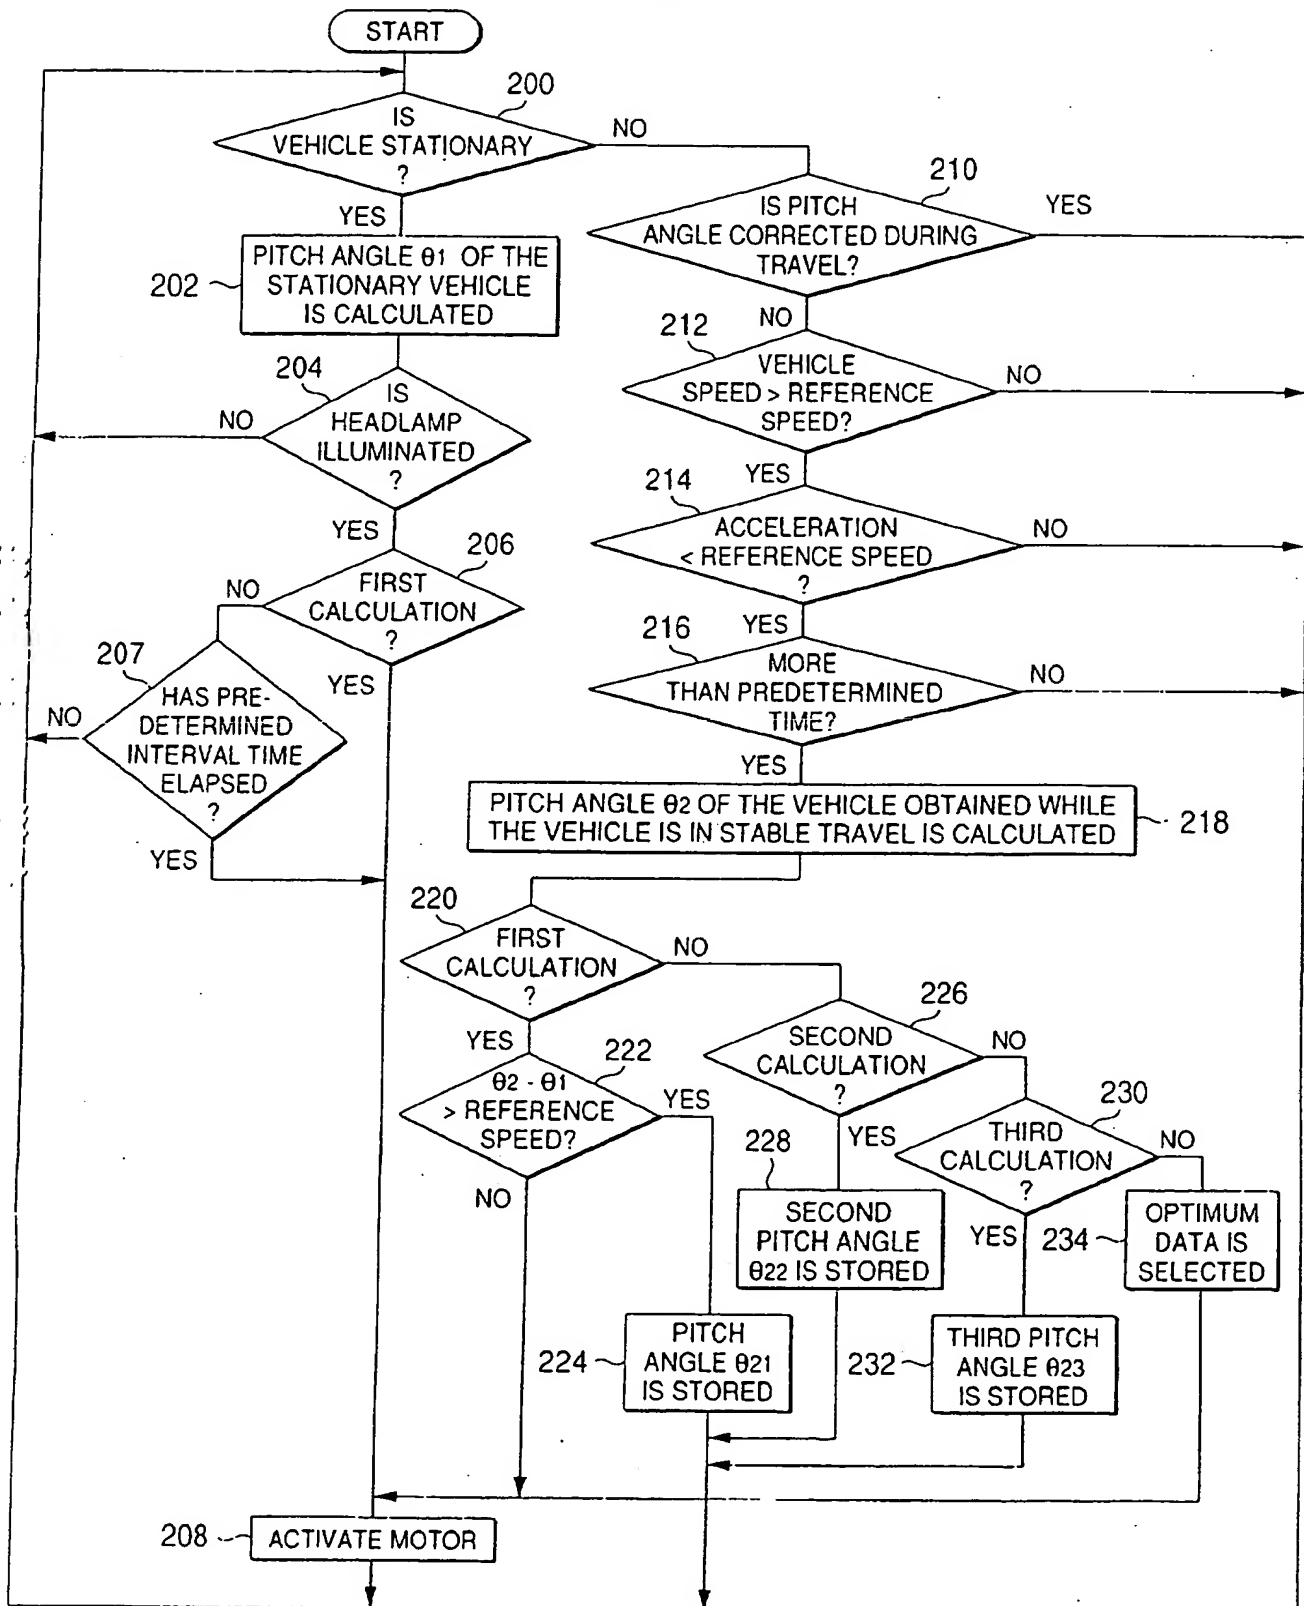 START
200
IS
VEHICLE STATIONARY
?
NO
YES
210
IS PITCH
ANGLE CORRECTED DURING
TRAVEL?
YES
NO
202
PITCH ANGLE θ1 OF THE
STATIONARY VEHICLE
IS CALCULATED
212
VEHICLE
SPEED > REFERENCE
SPEED?
NO
YES
204
IS
HEADLAMP
ILLUMINATED
?
NO
YES
214
ACCELERATION
< REFERENCE SPEED
?
NO
YES
206
FIRST
CALCULATION
?
NO
YES
216
MORE
THAN PREDETERMINED
TIME?
NO
YES
207
HAS PRE-
DETERMINED
INTERVAL TIME
ELAPSED
?
NO
YES
PITCH ANGLE θ2 OF THE VEHICLE OBTAINED WHILE
THE VEHICLE IS IN STABLE TRAVEL IS CALCULATED
218
220
FIRST
CALCULATION
?
NO
YES
226
SECOND
CALCULATION
?
NO
YES
222
θ2 - θ1
> REFERENCE
SPEED?
YES
NO
230
THIRD
CALCULATION
?
NO
YES
228
SECOND
PITCH ANGLE
θ22 IS STORED
234
OPTIMUM
DATA IS
SELECTED
224
PITCH
ANGLE θ21
IS STORED
232
THIRD PITCH
ANGLE θ23
IS STORED
208
ACTIVATE MOTOR